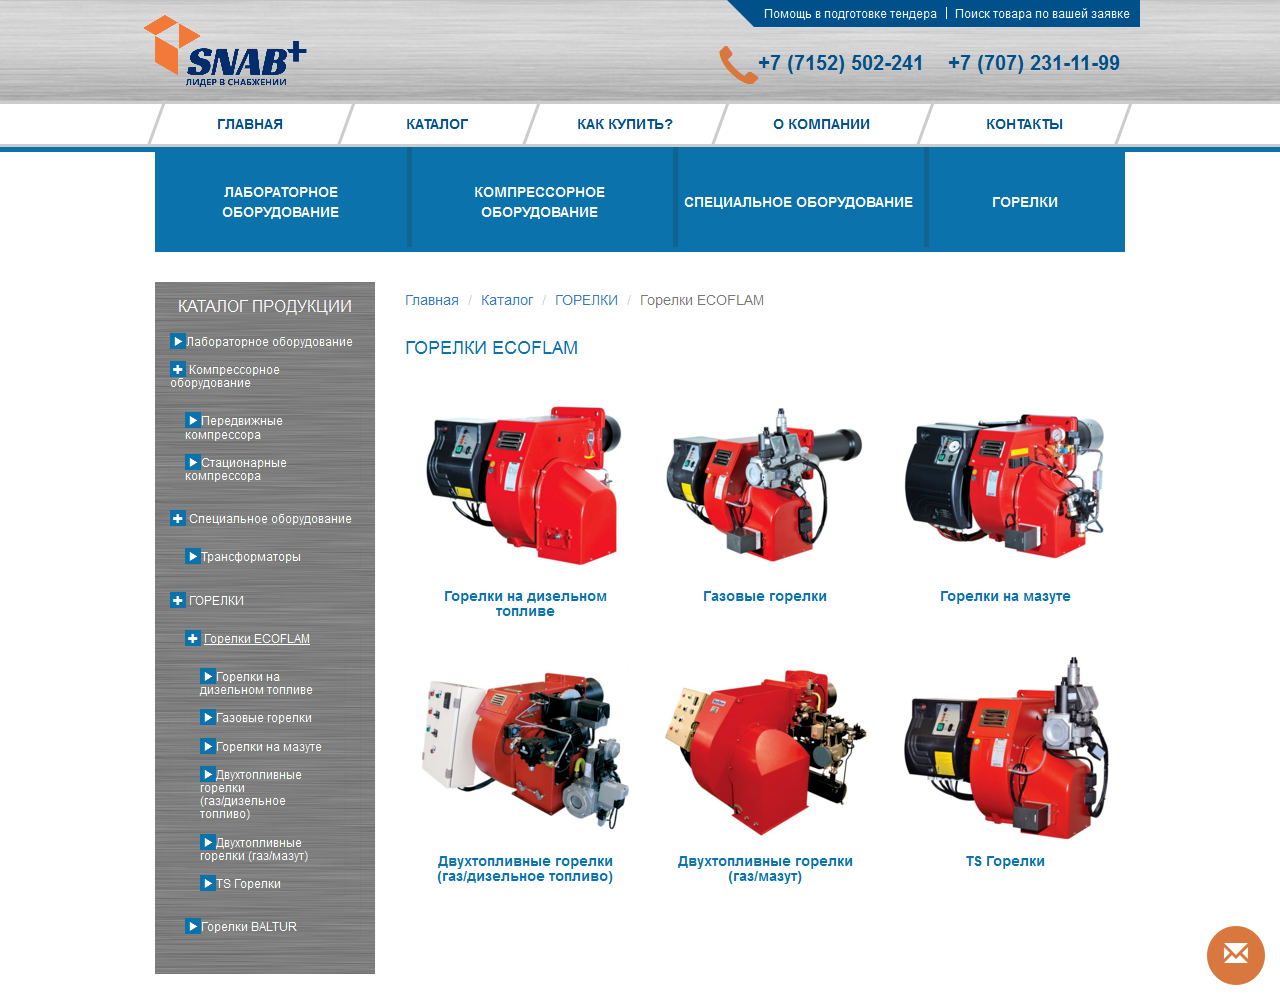 Помощь в подготовке тендера | Поиск товара по вашей заявке
SNAB+
ЛИДЕР В СНАБЖЕНИИ
+7 (7152) 502-241 +7 (707) 231-11-99
ГЛАВНАЯ КАТАЛОГ КАК КУПИТЬ? О КОМПАНИИ КОНТАКТЫ
ЛАБОРАТОРНОЕ
ОБОРУДОВАНИЕ
КОМПРЕССОРНОЕ
ОБОРУДОВАНИЕ
СПЕЦИАЛЬНОЕ ОБОРУДОВАНИЕ
ГОРЕЛКИ
КАТАЛОГ ПРОДУКЦИИ
Лабораторное оборудование
Компрессорное
оборудование
Передвижные
компрессора
Стационарные
компрессора
Специальное оборудование
Трансформаторы
ГОРЕЛКИ
Горелки ECOFLAM
Горелки на
дизельном топливе
Газовые горелки
Горелки на мазуте
Двухтопливные
горелки
(газ/дизельное
топливо)
Двухтопливные
горелки (газ/мазут)
TS Горелки
Горелки BALTUR
Главная / Каталог / ГОРЕЛКИ / Горелки ECOFLAM
ГОРЕЛКИ ECOFLAM
Горелки на дизельном
топливе
Газовые горелки
Горелки на мазуте
Двухтопливные горелки
(газ/дизельное топливо)
Двухтопливные горелки
(газ/мазут)
TS Горелки